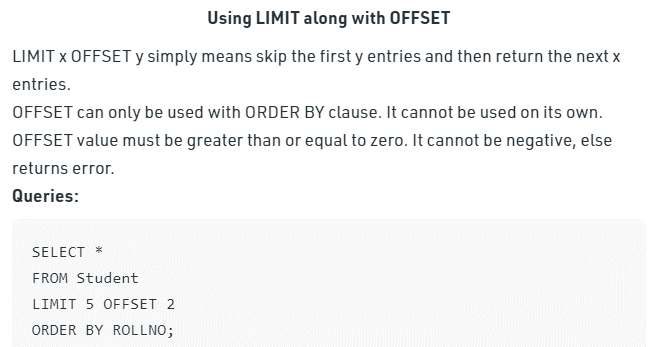 Using LIMIT along with OFFSET
LIMIT x OFFSET y simply means skip the first y entries and then return the next x
entries.
OFFSET can only be used with ORDER BY clause. It cannot be used on its own.
OFFSET value must be greater than or equal to zero. It cannot be negative, else
returns error.
Queries:
SELECT *
FROM Student
LIMIT 5 OFFSET 2
ORDER BY ROLLNO;